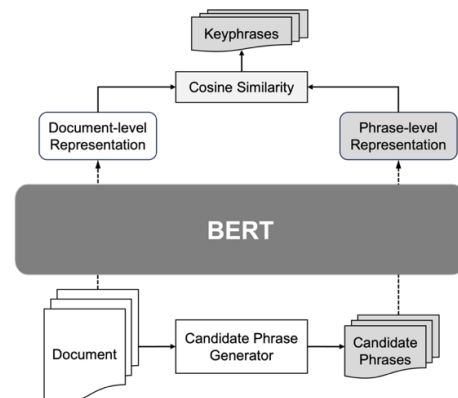 Keyphrases
Cosine Similarity
Document-level
Representation
Phrase-level
Representation
BERT
Document
Candidate Phrase
Generator
Candidate
Phrases